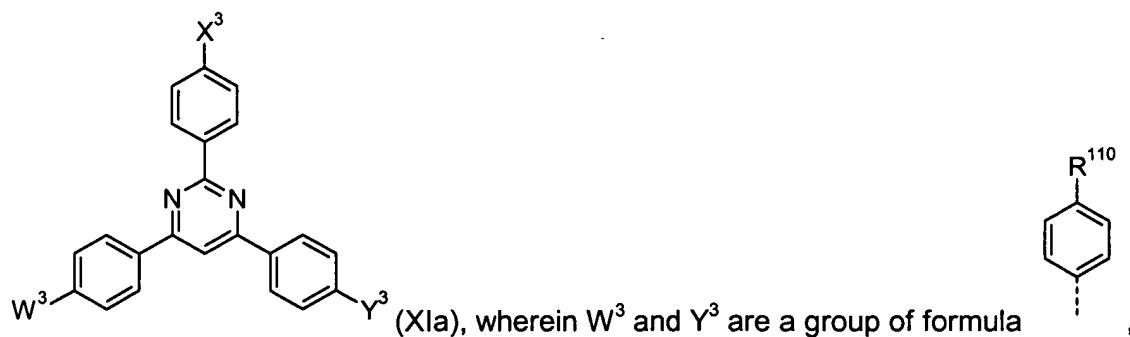 X³
N N
R¹¹⁰
W³ Y³ (XIa), wherein W³ and Y³ are a group of formula ,